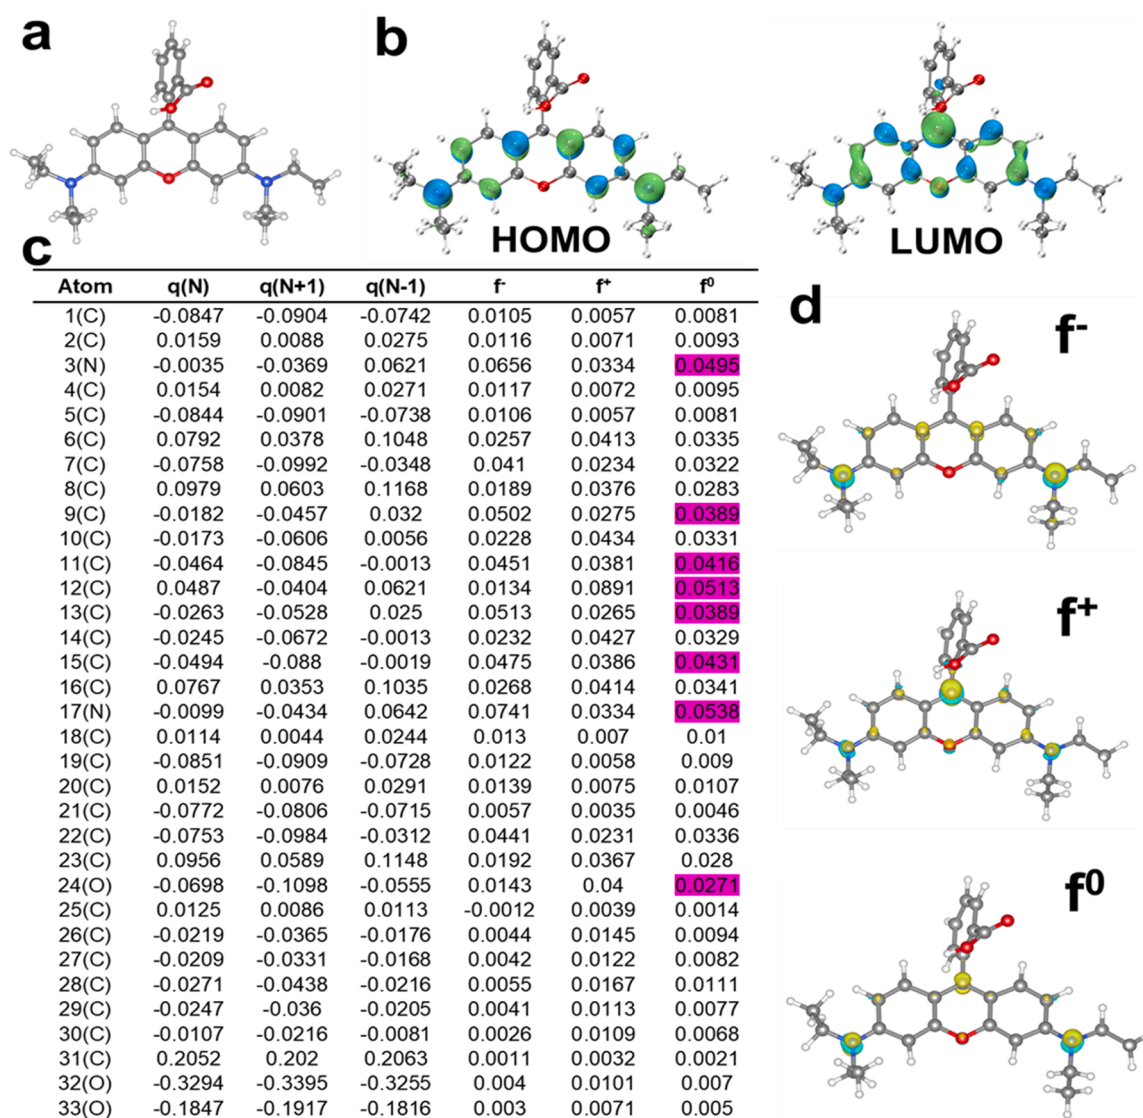 a
b
HOMO
LUMO
c
Atom q(N) q(N+1) q(N-1) f- f+ f0
1(C) -0.0847 -0.0904 -0.0742 0.0105 0.0057 0.0081
2(C) 0.0159 0.0088 0.0275 0.0116 0.0071 0.0093
3(N) -0.0035 -0.0369 0.0621 0.0656 0.0334 0.0495
4(C) 0.0154 0.0082 0.0271 0.0117 0.0072 0.0095
5(C) -0.0844 -0.0901 -0.0738 0.0106 0.0057 0.0081
6(C) 0.0792 0.0378 0.1048 0.0257 0.0413 0.0335
7(C) -0.0758 -0.0992 -0.0348 0.041 0.0234 0.0322
8(C) 0.0979 0.0603 0.1168 0.0189 0.0376 0.0283
9(C) -0.0182 -0.0457 0.032 0.0502 0.0275 0.0389
10(C) -0.0173 -0.0606 0.0056 0.0228 0.0434 0.0331
11(C) -0.0464 -0.0845 -0.0013 0.0451 0.0381 0.0416
12(C) 0.0487 -0.0404 0.0621 0.0134 0.0891 0.0513
13(C) -0.0263 -0.0528 0.025 0.0513 0.0265 0.0389
14(C) -0.0245 -0.0672 -0.0013 0.0232 0.0427 0.0329
15(C) -0.0494 -0.088 -0.0019 0.0475 0.0386 0.0431
16(C) 0.0767 0.0353 0.1035 0.0268 0.0414 0.0341
17(N) -0.0099 -0.0434 0.0642 0.0741 0.0334 0.0538
18(C) 0.0114 0.0044 0.0244 0.013 0.007 0.01
19(C) -0.0851 -0.0909 -0.0728 0.0122 0.0058 0.009
20(C) 0.0152 0.0076 0.0291 0.0139 0.0075 0.0107
21(C) -0.0772 -0.0806 -0.0715 0.0057 0.0035 0.0046
22(C) -0.0753 -0.0984 -0.0312 0.0441 0.0231 0.0336
23(C) 0.0956 0.0589 0.1148 0.0192 0.0367 0.028
24(O) -0.0698 -0.1098 -0.0555 0.0143 0.04 0.0271
25(C) 0.0125 0.0086 0.0113 -0.0012 0.0039 0.0014
26(C) -0.0219 -0.0365 -0.0176 0.0044 0.0145 0.0094
27(C) -0.0209 -0.0331 -0.0168 0.0042 0.0122 0.0082
28(C) -0.0271 -0.0438 -0.0216 0.0055 0.0167 0.0111
29(C) -0.0247 -0.036 -0.0205 0.0041 0.0113 0.0077
30(C) -0.0107 -0.0216 -0.0081 0.0026 0.0109 0.0068
31(C) 0.2052 0.202 0.2063 0.0011 0.0032 0.0021
32(O) -0.3294 -0.3395 -0.3255 0.004 0.0101 0.007
33(O) -0.1847 -0.1917 -0.1816 0.003 0.0071 0.005
d
f-
f+
f0